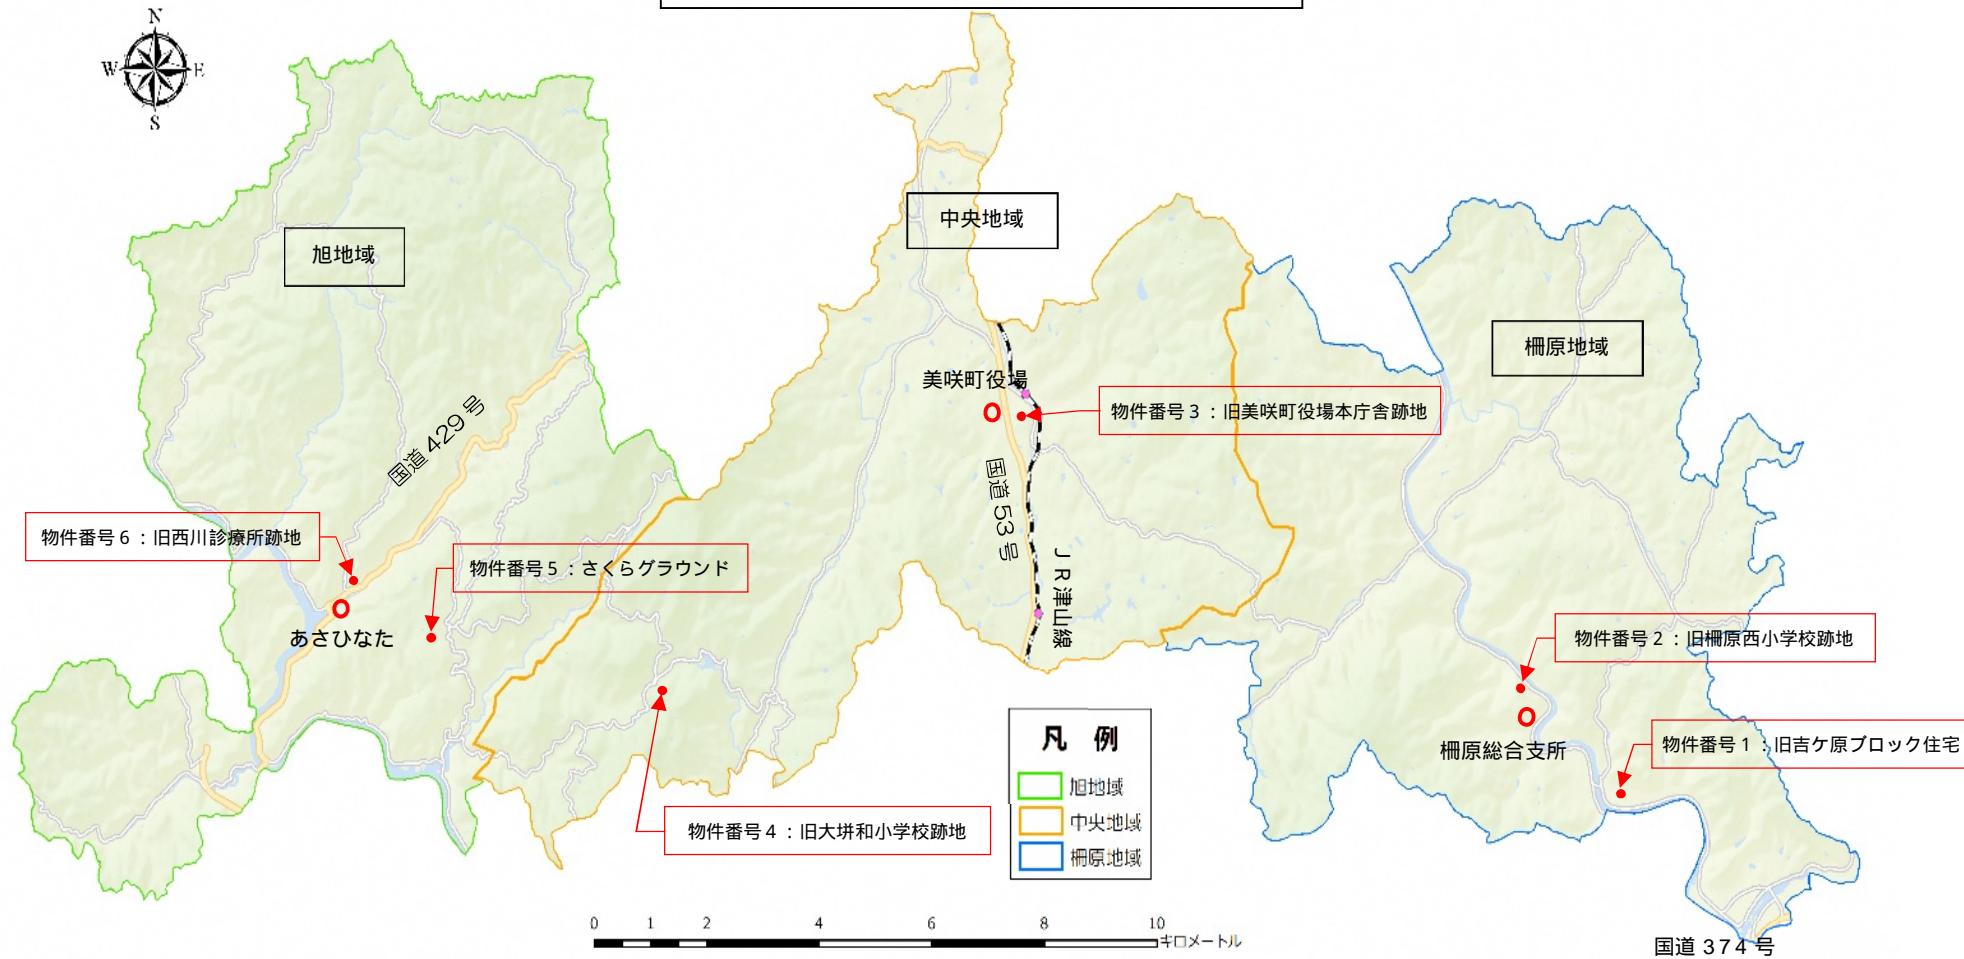 N
W E
S
中央地域
旭地域
柵原地域
美咲町役場
物件番号３：旧美咲町役場本庁舎跡地
国道429号
国道53号
物件番号６：旧西川診療所跡地
物件番号５：さくらグラウンド
ＪＲ津山線
あさひなた
物件番号２：旧柵原西小学校跡地
柵原総合支所
物件番号１：旧吉ケ原ブロック住宅
物件番号４：旧大垪和小学校跡地
凡 例
旭地域
中央地域
柵原地域
0 1 2 4 6 8 10
キロメートル
国道374号